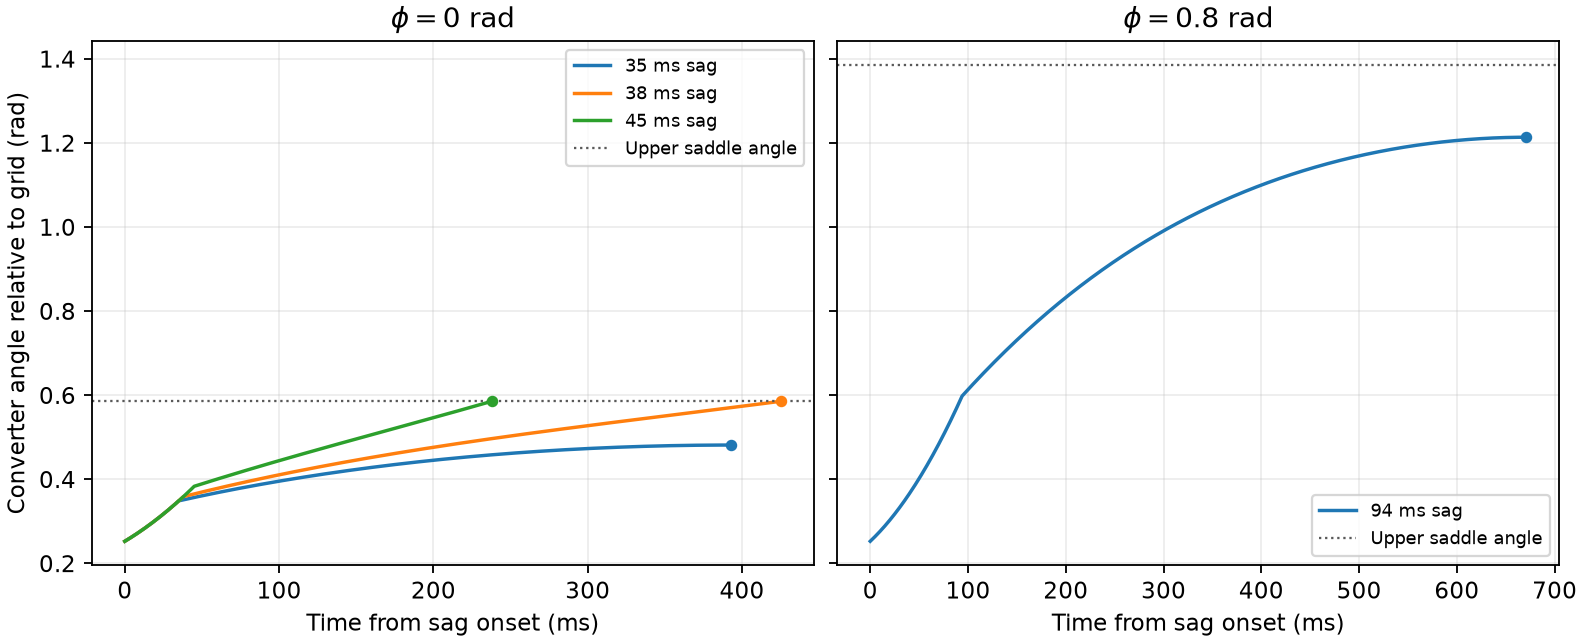 ϕ = 0 rad
Converter angle relative to grid (rad)
1.4
1.2
1.0
0.8
0.6
0.4
0.2
35 ms sag
38 ms sag
45 ms sag
Upper saddle angle
0 100 200 300 400
Time from sag onset (ms)
ϕ = 0.8 rad
94 ms sag
Upper saddle angle
0 100 200 300 400 500 600 700
Time from sag onset (ms)